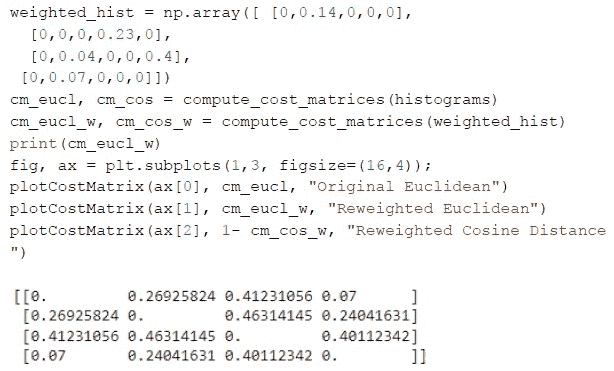 weighted_hist = np.array([ [0,0.14,0,0,0],
[0,0,0,0.23,0],
[0,0.04,0,0,0.4],
[0,0.07,0,0,0]])
cm_eucl, cm_cos = compute_cost_matrices(histograms)
cm_eucl_w, cm_cos_w = compute_cost_matrices(weighted_hist)
print(cm_eucl_w)
fig, ax = plt.subplots(1,3, figsize=(16,4));
plotCostMatrix(ax[0], cm_eucl, "Original Euclidean")
plotCostMatrix(ax[1], cm_eucl_w, "Reweighted Euclidean")
plotCostMatrix(ax[2], 1- cm_cos_w, "Reweighted Cosine Distance
")
[[0. 0.26925824 0.41231056 0.07 ]
[0.26925824 0. 0.46314145 0.24041631]
[0.41231056 0.46314145 0. 0.40112342]
[0.07 0.24041631 0.40112342 0. ]]